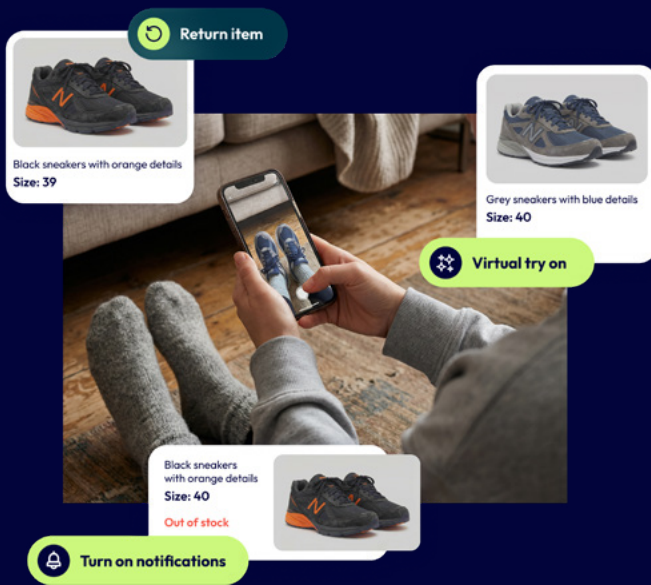 Return item
Black sneakers with orange details
Size: 39
Grey sneakers with blue details
Size: 40
Virtual try on
Black sneakers
with orange details
Size: 40
Out of stock
Turn on notifications